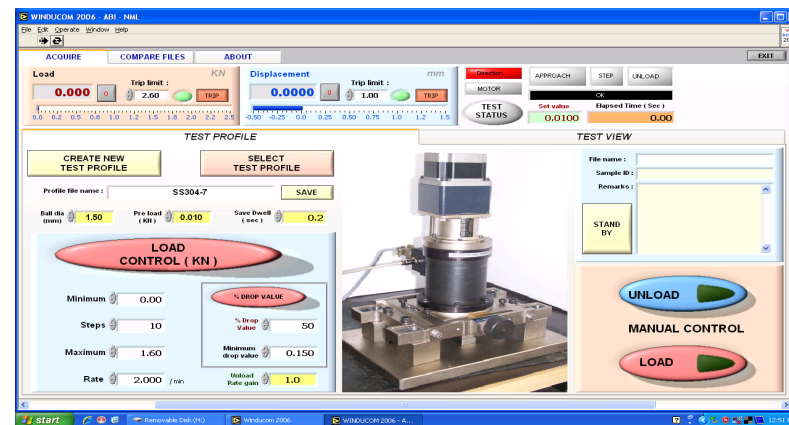 WINDUCOM 2006 - ABI - NML
File Edit Operate Window Help
ACQUIRE COMPARE FILES ABOUT EXIT
Load KN
Trip limit :
0.000 0 2.60 TRIP
0.0 0.2 0.5 0.8 1.0 1.2 1.5 1.8 2.0 2.2 2.5
Displacement mm
Trip limit :
0.0000 0 1.00 TRIP
-0.50 -0.25 0.0 0.25 0.50 0.75 1.0 1.2 1.5
Direction APPROACH STEP UNLOAD
MOTOR OK
TEST STATUS
Set value Elapsed Time ( Sec )
0.0100 0.00
TEST PROFILE TEST VIEW
CREATE NEW
TEST PROFILE
SELECT
TEST PROFILE
Profile file name : SS304-7 SAVE
Ball dia
(mm) 1.50
Pre load
( KN ) 0.010
Save Dwell
( sec ) 0.2
LOAD
CONTROL ( KN )
Minimum 0.00
Steps 10
Maximum 1.60
Rate 2.000 / min
% DROP VALUE
% Drop
Value 50
Minimum
drop value 0.150
Unload
Rate gain 1.0
File name :
Sample ID :
Remarks :
STAND
BY
UNLOAD
MANUAL CONTROL
LOAD
start Removable Disk (H:) Winducom 2006 WINDUCOM 2006 - A... 12:51